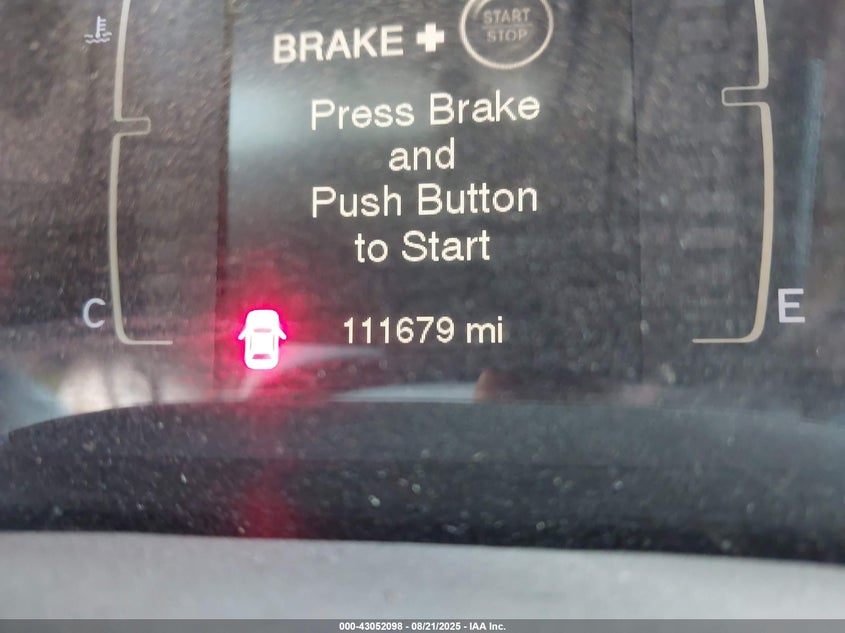 START
STOP
BRAKE +
Press Brake
and
Push Button
to Start
C
E
111679 mi
000-43052098 - 08/21/2025 - IAA Inc.